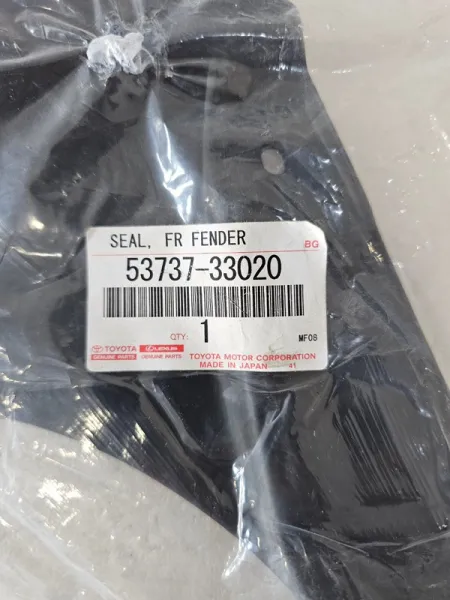 SEAL, FR FENDER
BG
53737-33020
QTY: 1 MF08
TOYOTA LEXUS
GENUINE PARTS GENUINE PARTS
TOYOTA MOTOR CORPORATION
MADE IN JAPAN 41